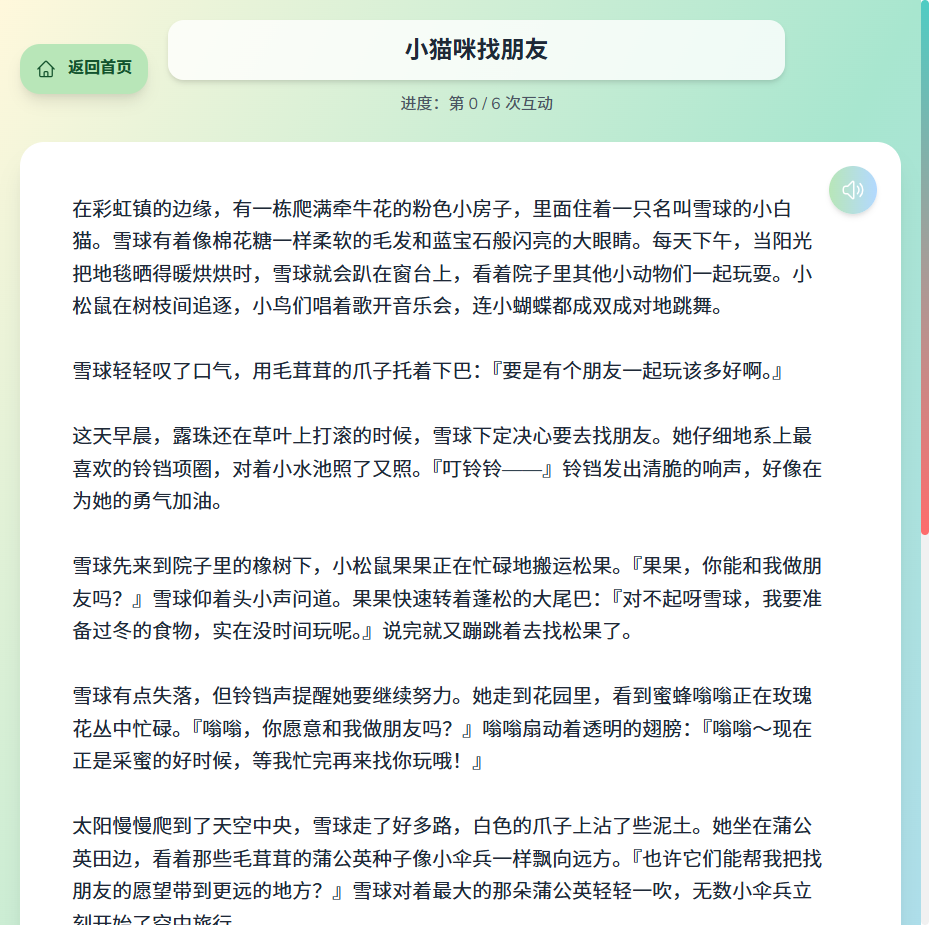 返回首页
小猫咪找朋友
进度：第 0 / 6 次互动
在彩虹镇的边缘，有一栋爬满牵牛花的粉色小房子，里面住着一只名叫雪球的小白
猫。雪球有着像棉花糖一样柔软的毛发和蓝宝石般闪亮的大眼睛。每天下午，当阳光
把地毯晒得暖烘烘时，雪球就会趴在窗台上，看着院子里其他小动物们一起玩耍。小
松鼠在树枝间追逐，小鸟们唱着歌开音乐会，连小蝴蝶都成双成对地跳舞。
雪球轻轻叹了口气，用毛茸茸的爪子托着下巴：『要是有个朋友一起玩该多好啊。』
这天早晨，露珠还在草叶上打滚的时候，雪球下定决心要去找朋友。她仔细地系上最
喜欢的铃铛项圈，对着小水池照了又照。『叮铃铃——』铃铛发出清脆的响声，好像在
为她的勇气加油。
雪球先来到院子里的橡树下，小松鼠果果正在忙碌地搬运松果。『果果，你能和我做朋
友吗？』雪球仰着头小声问道。果果快速转着蓬松的大尾巴：『对不起呀雪球，我要准
备过冬的食物，实在没时间玩呢。』说完就又蹦跳着去找松果了。
雪球有点失落，但铃铛声提醒她要继续努力。她走到花园里，看到蜜蜂嗡嗡正在玫瑰
花丛中忙碌。『嗡嗡，你愿意和我做朋友吗？』嗡嗡扇动着透明的翅膀：『嗡嗡～现在
正是采蜜的好时候，等我忙完再来找你玩哦！』
太阳慢慢爬到了天空中央，雪球走了好多路，白色的爪子上沾了些泥土。她坐在蒲公
英田边，看着那些毛茸茸的蒲公英种子像小伞兵一样飘向远方。『也许它们能帮我把找
朋友的愿望带到更远的地方？』雪球对着最大的那朵蒲公英轻轻一吹，无数小伞兵立
刻开始了空中旅行